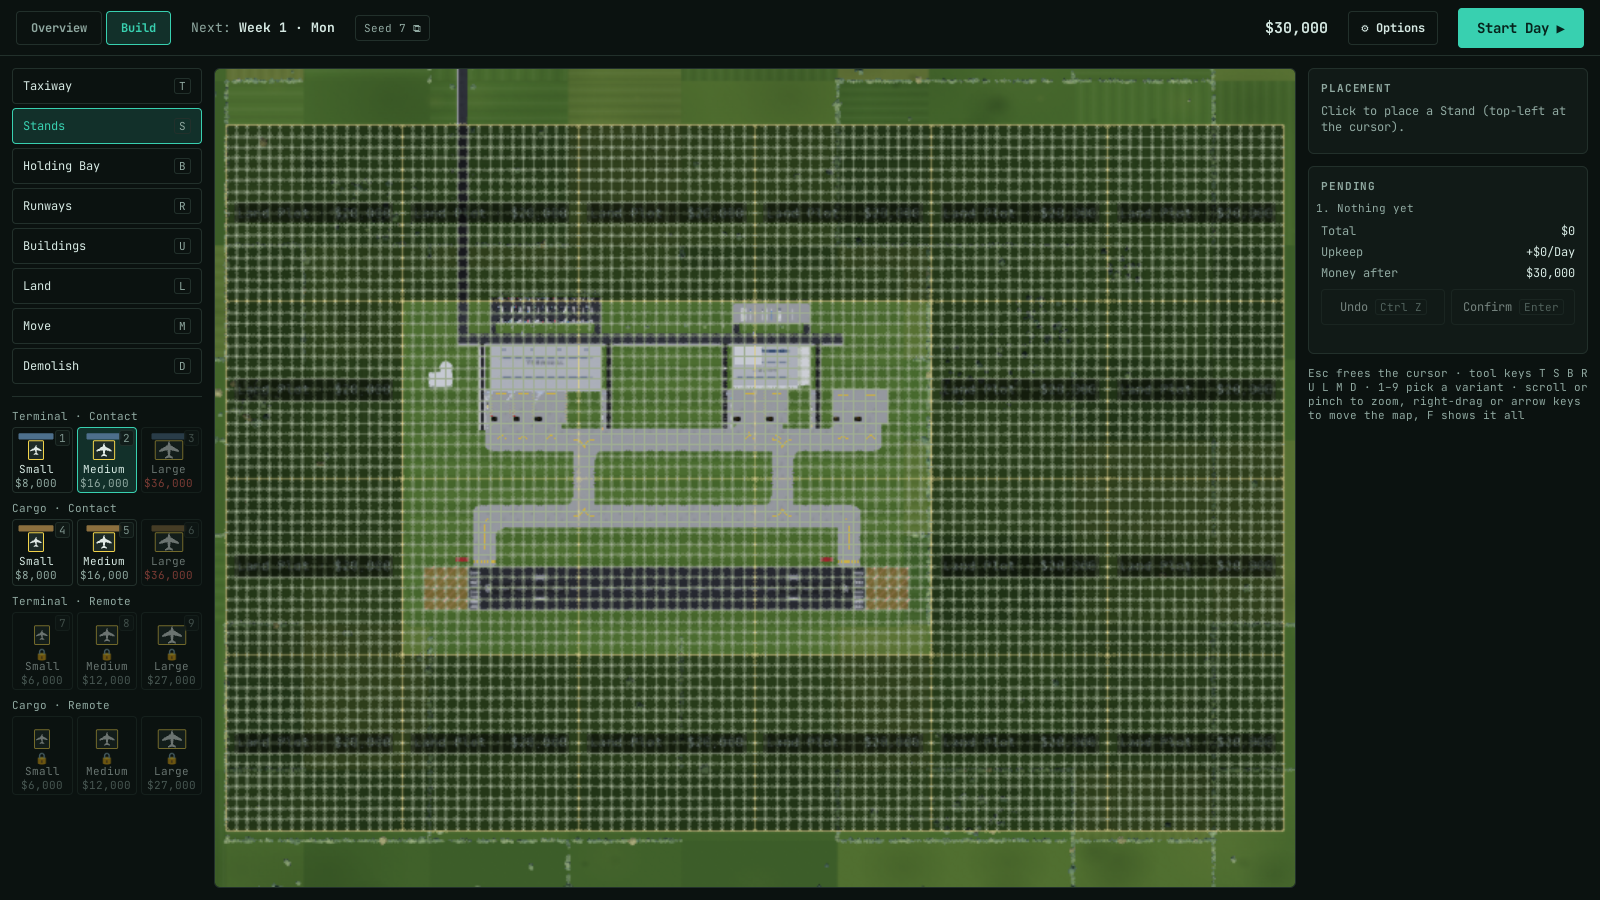 Overview
Build
Next: Week 1 · Mon
Seed 7
$30,000
Options
Start Day ▶
Taxiway T
Stands S
Holding Bay B
Runways R
Buildings U
Land L
Move M
Demolish D
Terminal · Contact
1 2 3
Small Medium Large
$8,000 $16,000 $36,000
Cargo · Contact
4 5 6
Small Medium Large
$8,000 $16,000 $36,000
Terminal · Remote
7 8 9
Small Medium Large
$6,000 $12,000 $27,000
Cargo · Remote
Small Medium Large
$6,000 $12,000 $27,000
PLACEMENT
Click to place a Stand (top-left at
the cursor).
PENDING
1. Nothing yet
Total $0
Upkeep +$0/Day
Money after $30,000
Undo Ctrl Z
Confirm Enter
Esc frees the cursor · tool keys T S B R
U L M D · 1–9 pick a variant · scroll or
pinch to zoom, right-drag or arrow keys
to move the map, F shows it all